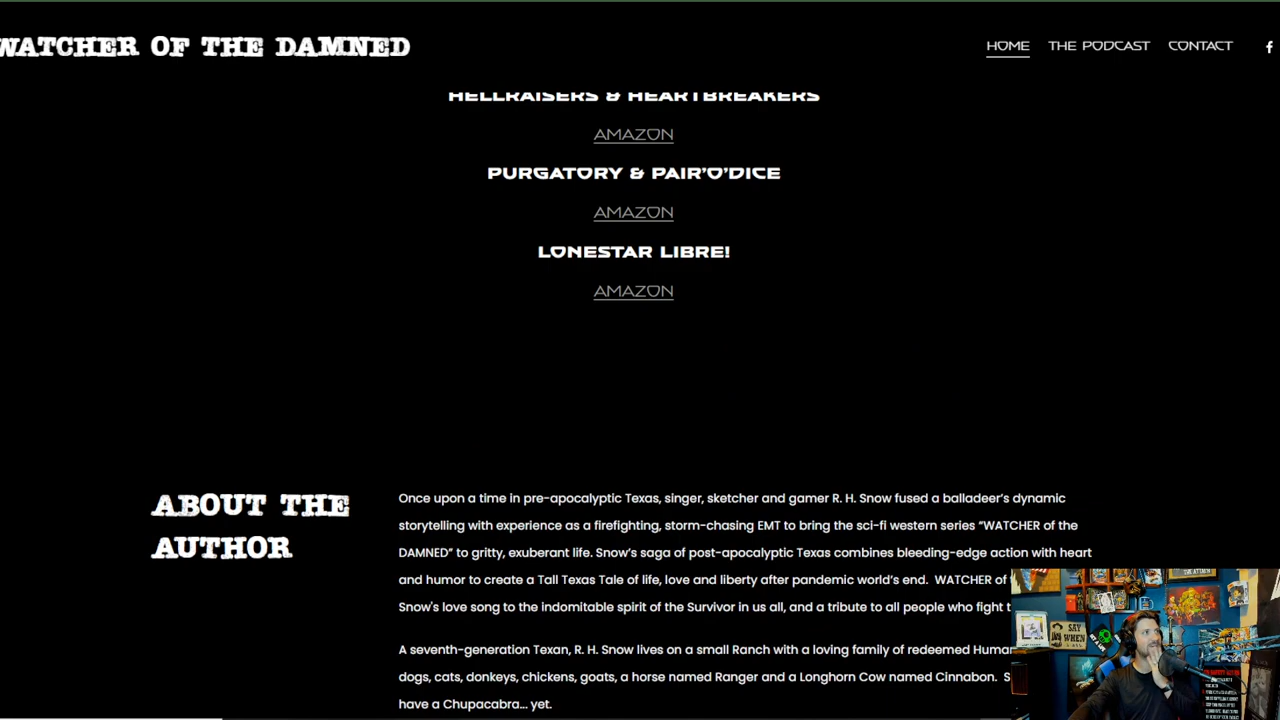 WATCHER OF THE DAMNED
HOME THE PODCAST CONTACT
HELLRAISERS & HEARTBREAKERS
AMAZON
PURGATORY & PAIR'O'DICE
AMAZON
LONESTAR LIBRE!
AMAZON
ABOUT THE
AUTHOR
Once upon a time in pre-apocalyptic Texas, singer, sketcher and gamer R. H. Snow fused a balladeer's dynamic
storytelling with experience as a firefighting, storm-chasing EMT to bring the sci-fi western series "WATCHER of the
DAMNED" to gritty, exuberant life. Snow's saga of post-apocalyptic Texas combines bleeding-edge action with heart
and humor to create a Tall Texas Tale of life, love and liberty after pandemic world's end. WATCHER of
Snow's love song to the indomitable spirit of the Survivor in us all, and a tribute to all people who fight
A seventh-generation Texan, R. H. Snow lives on a small Ranch with a loving family of redeemed Human
dogs, cats, donkeys, chickens, goats, a horse named Ranger and a Longhorn Cow named Cinnabon. S
have a Chupacabra... yet.
SAY
WHEN